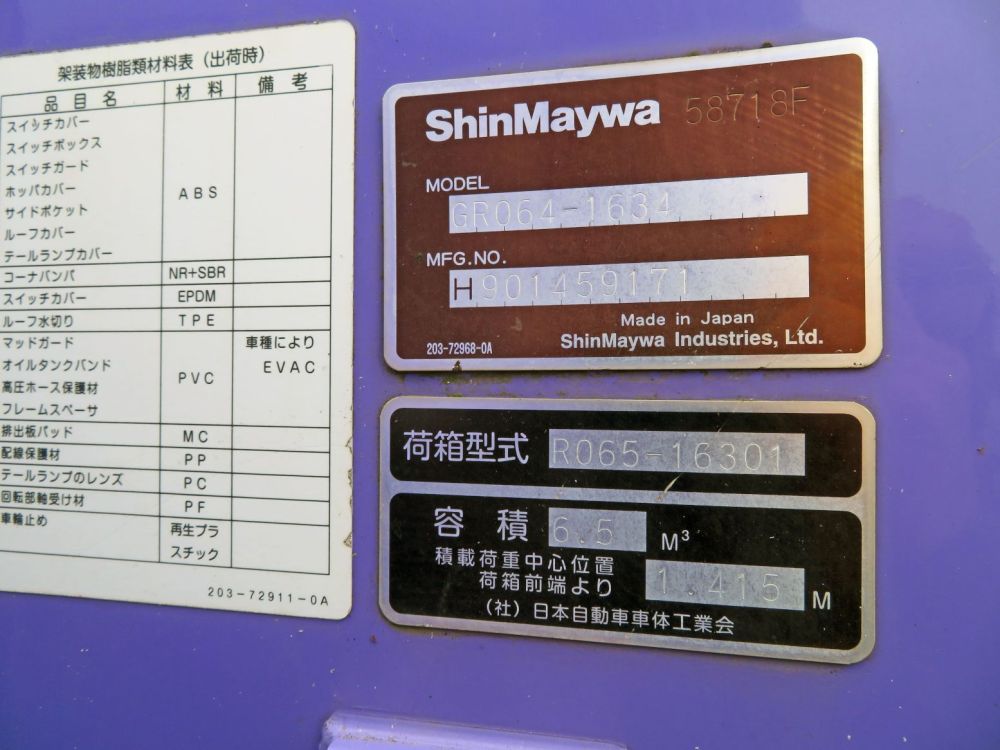 架装物樹脂類材料表（出荷時）
品目名 材料 備考
スイッチカバー
スイッチボックス
スイッチガード
ホッパカバー
ABS
サイドポケット
ルーフカバー
テールランプカバー
コーナバンパ NR+SBR
スイッチカバー EPDM
ルーフ水切り TPE
マッドガード 車種により
オイルタンクバンド EVAC
高圧ホース保護材 PVC
フレームスペーサ
排出板パッド MC
配線保護材 PP
テールランプのレンズ PC
回転部軸受け材 PF
車輪止め 再生プラ
スチック
203-72911-0A
ShinMaywa 58718F
MODEL
GR064-1634
MFG.NO.
H901459171
Made in Japan
203-72968-0A ShinMaywa Industries, Ltd.
荷箱型式 R065-16301
容積 6.5 M³
積載荷重中心位置
荷箱前端より 1.415 M
（社）日本自動車車体工業会